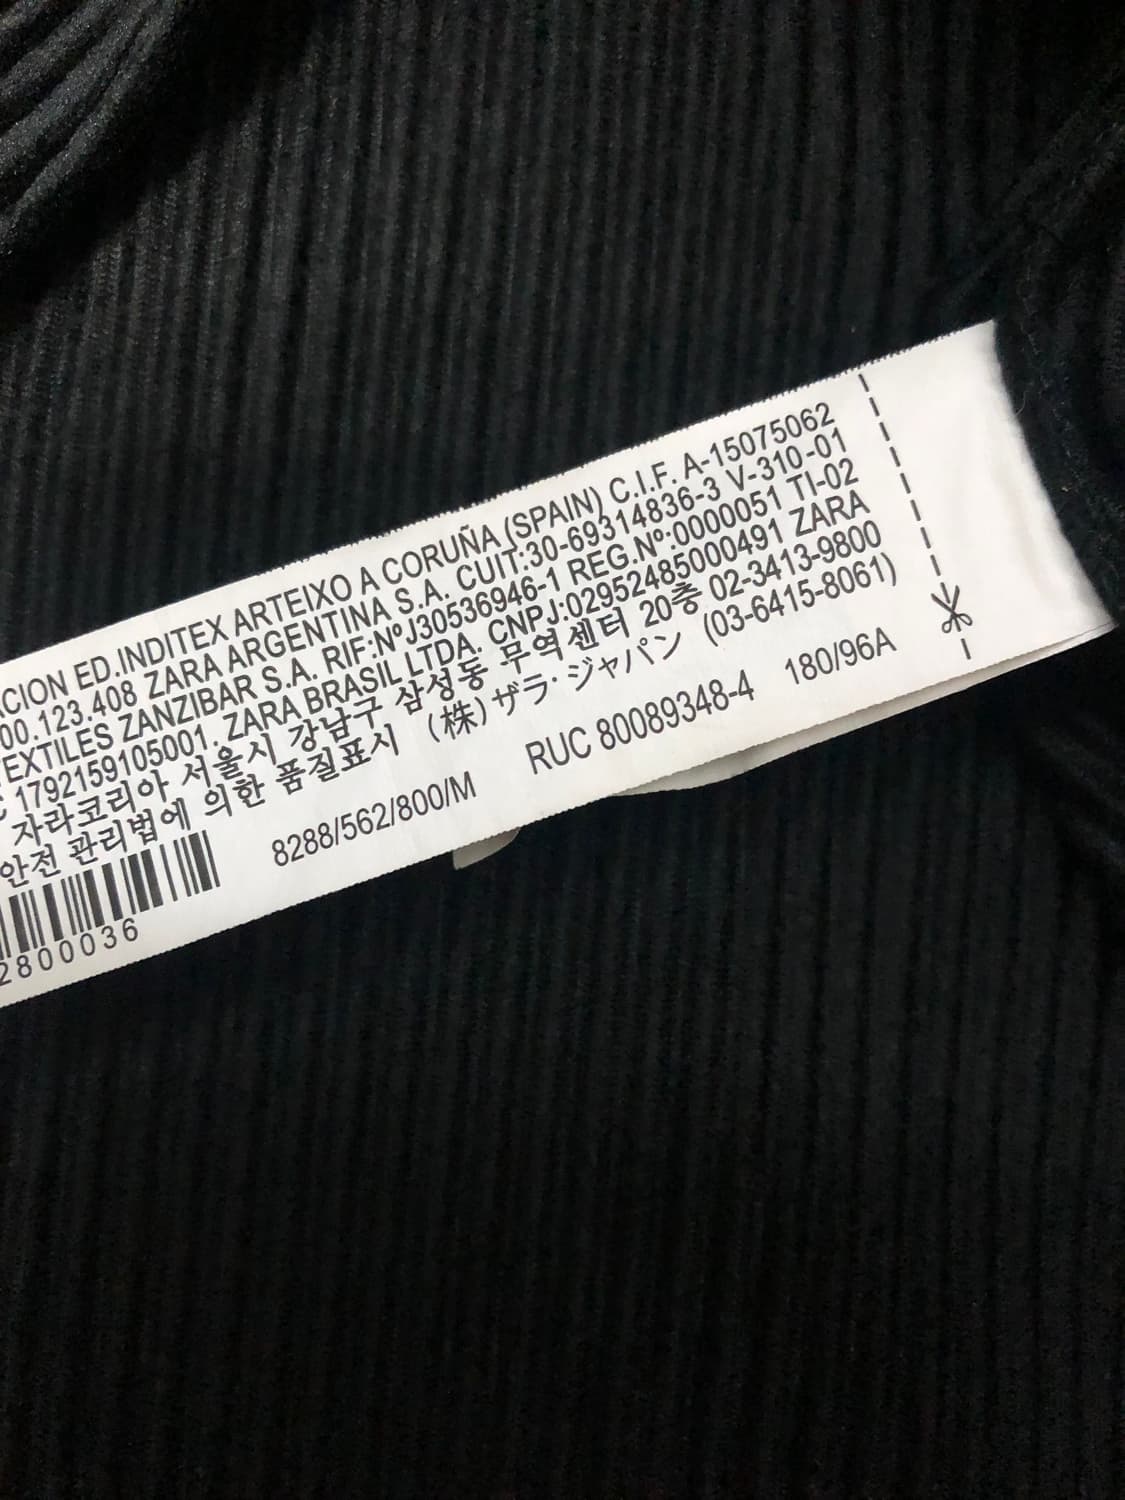 ACION ED.INDITEX ARTEIXO A CORUÑA (SPAIN) C.I.F. A-15075062
00.123.408 ZARA ARGENTINA S.A. CUIT:30-69314836-3 V-310-01
EXTILES ZANZIBAR S.A. RIF:NºJ30536946-1 REG.Nº:0000051 TI-02
1792159105001. ZARA BRASIL LTDA. CNPJ:02952485000491 ZARA
자라코리아 서울시 강남구 삼성동 무역센터 20층 02-3413-9800
안전 관리법에 의한 품질표시 (株)ザラ・ジャパン (03-6415-8061)
8288/562/800/M RUC 80089348-4 180/96A
2800036